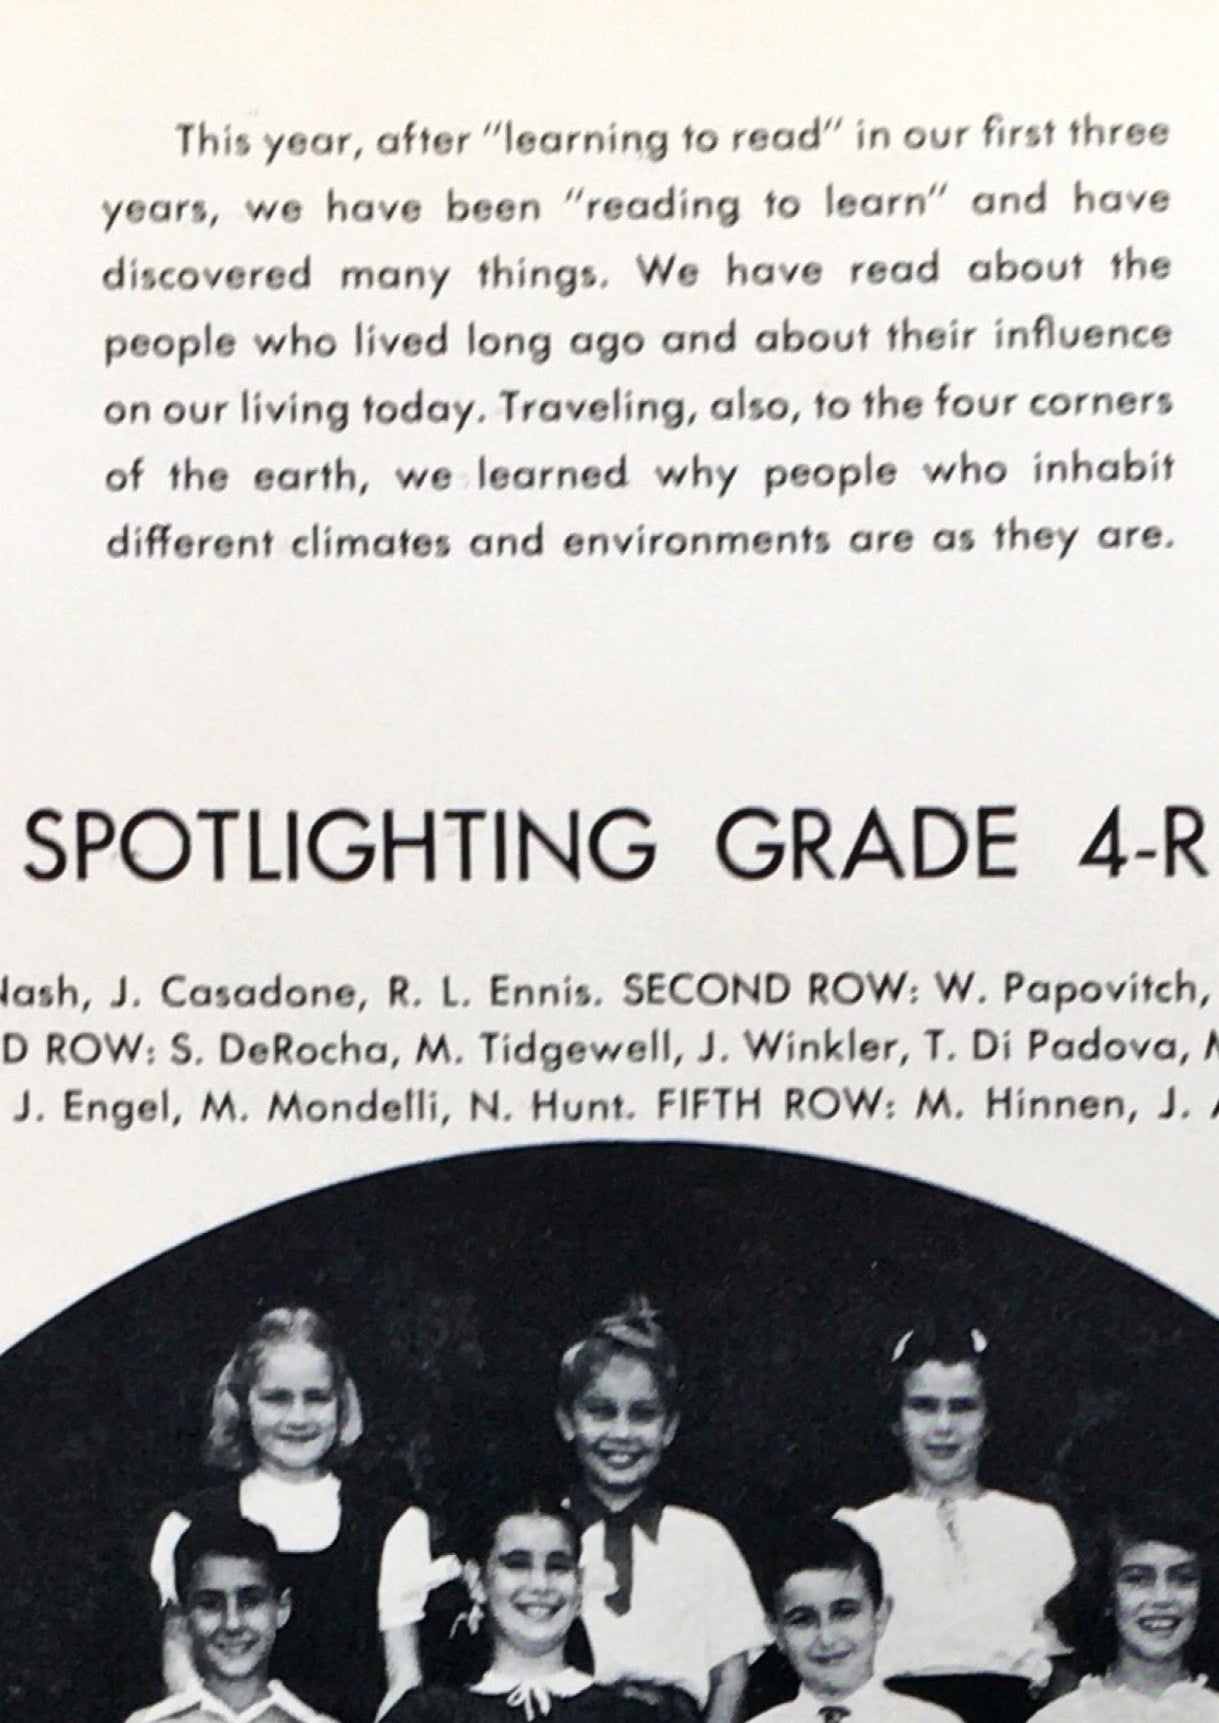 This year, after "learning to read" in our first three
years, we have been "reading to learn" and have
discovered many things. We have read about the
people who lived long ago and about their influence
on our living today. Traveling, also, to the four corners
of the earth, we learned why people who inhabit
different climates and environments are as they are.
SPOTLIGHTING GRADE 4-R
J. Casadone, R. L. Ennis. SECOND ROW: W. Papovitch,
D ROW: S. DeRocha, M. Tidgewell, J. Winkler, T. Di Padova,
J. Engel, M. Mondelli, N. Hunt. FIFTH ROW: M. Hinnen, J.